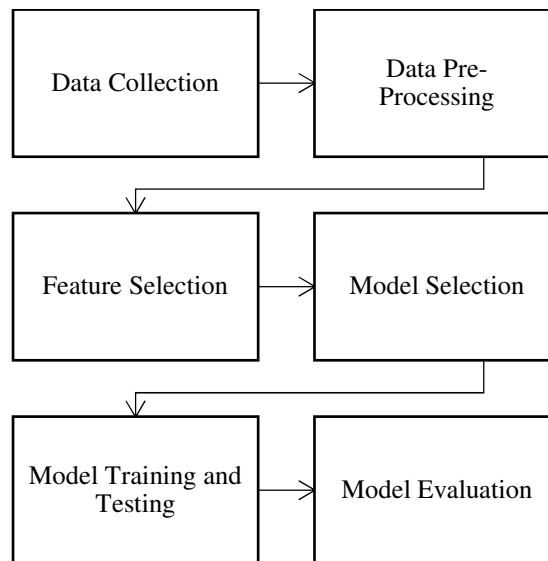 Data Collection
Data Pre-
Processing
Feature Selection
Model Selection
Model Training and
Testing
Model Evaluation